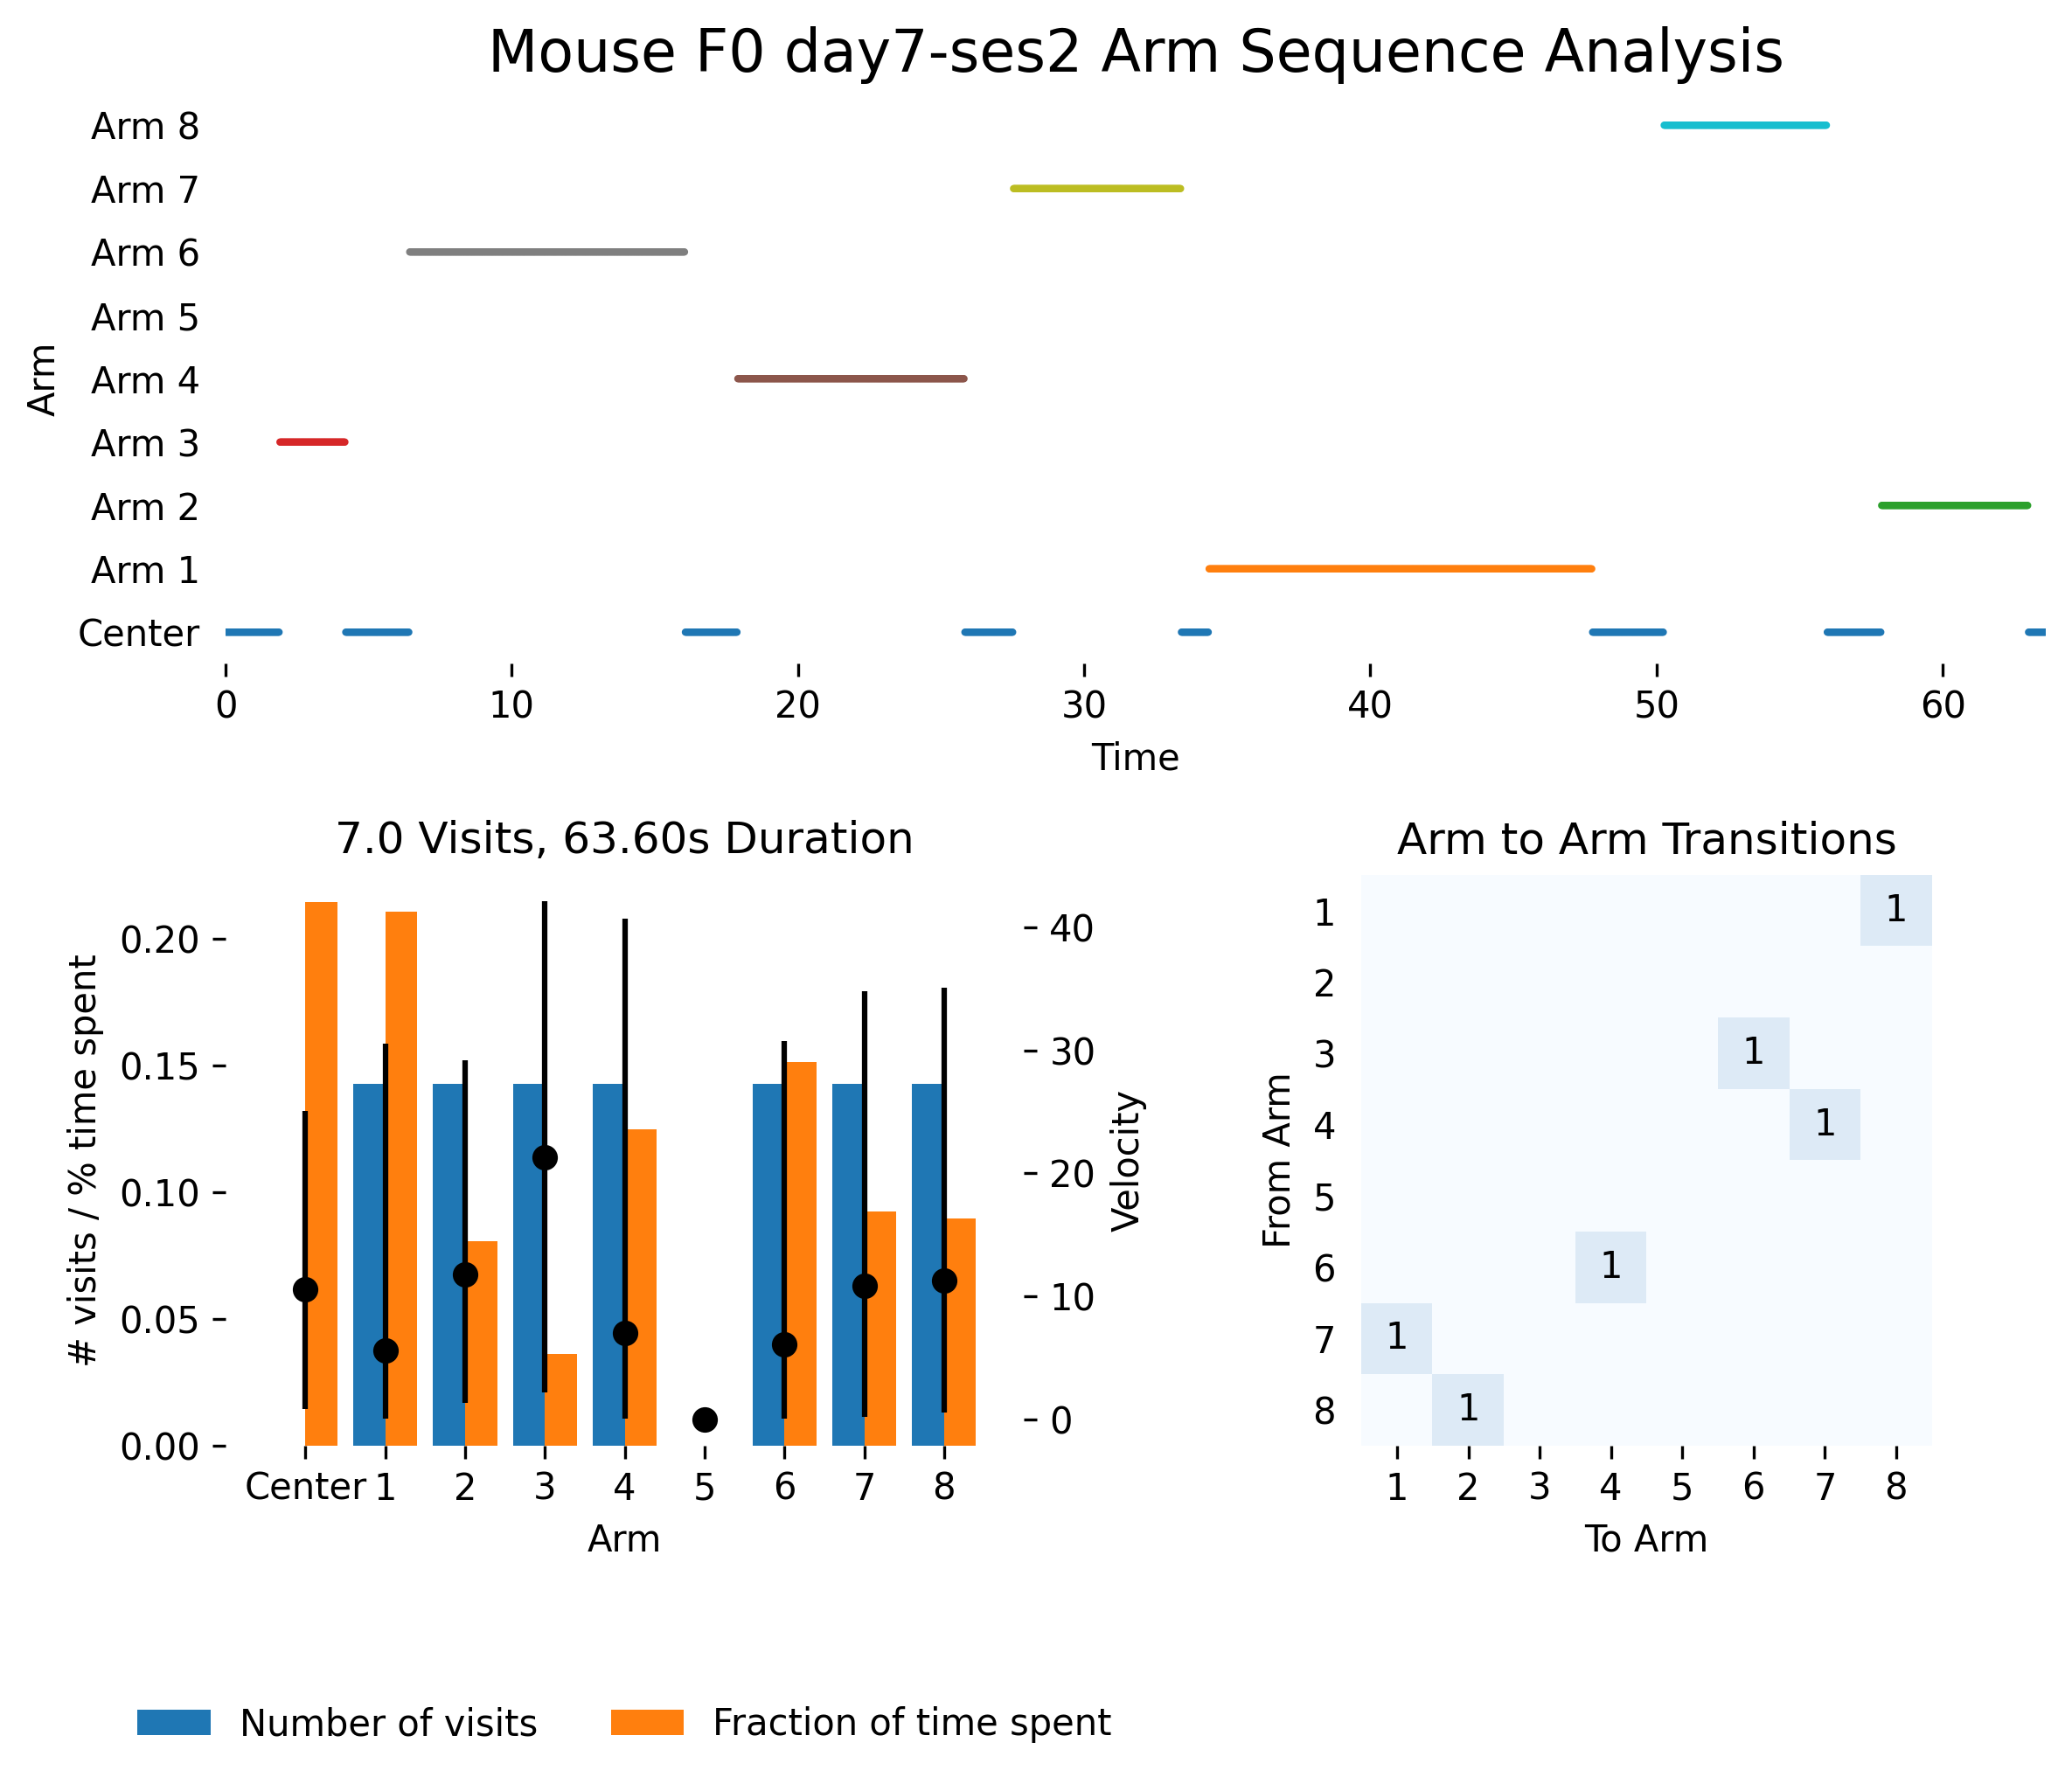 Mouse F0 day7-ses2 Arm Sequence Analysis
Arm
Arm 8
Arm 7
Arm 6
Arm 5
Arm 4
Arm 3
Arm 2
Arm 1
Center
0 10 20 30 40 50 60
Time
7.0 Visits, 63.60s Duration
# visits / % time spent
0.20
0.15
0.10
0.05
0.00
40
30
20
10
0
Velocity
Center 1 2 3 4 5 6 7 8
Arm
Arm to Arm Transitions
From Arm
1 1
2
3 1
4 1
5
6 1
7 1
8 1
1 2 3 4 5 6 7 8
To Arm
Number of visits Fraction of time spent